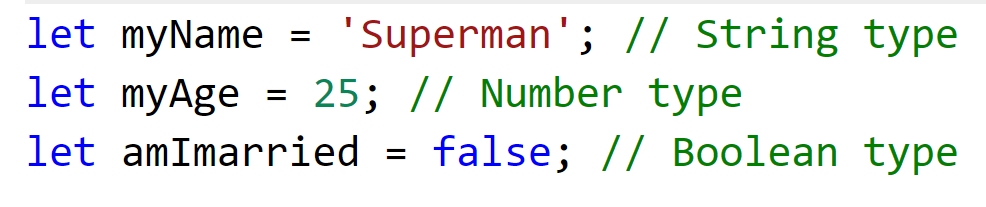 let myName = 'Superman'; // String type
let myAge = 25; // Number type
let amImarried = false; // Boolean type